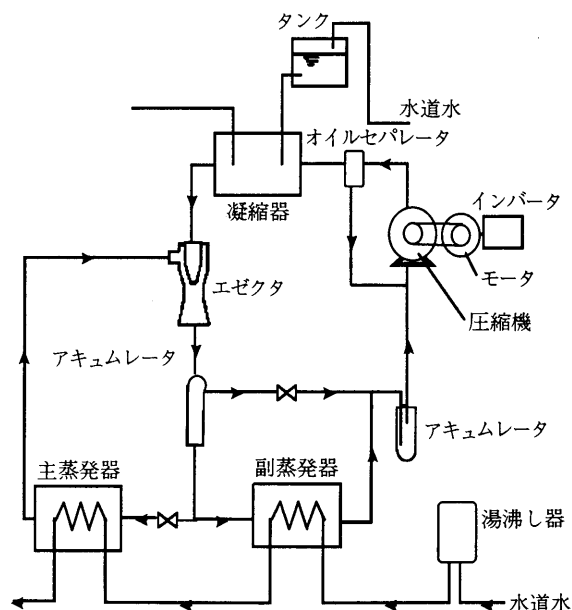 タンク
水道水
オイルセパレータ
凝縮器
インバータ
モータ
エゼクタ
圧縮機
アキュムレータ
アキュムレータ
主蒸発器
副蒸発器
湯沸し器
水道水